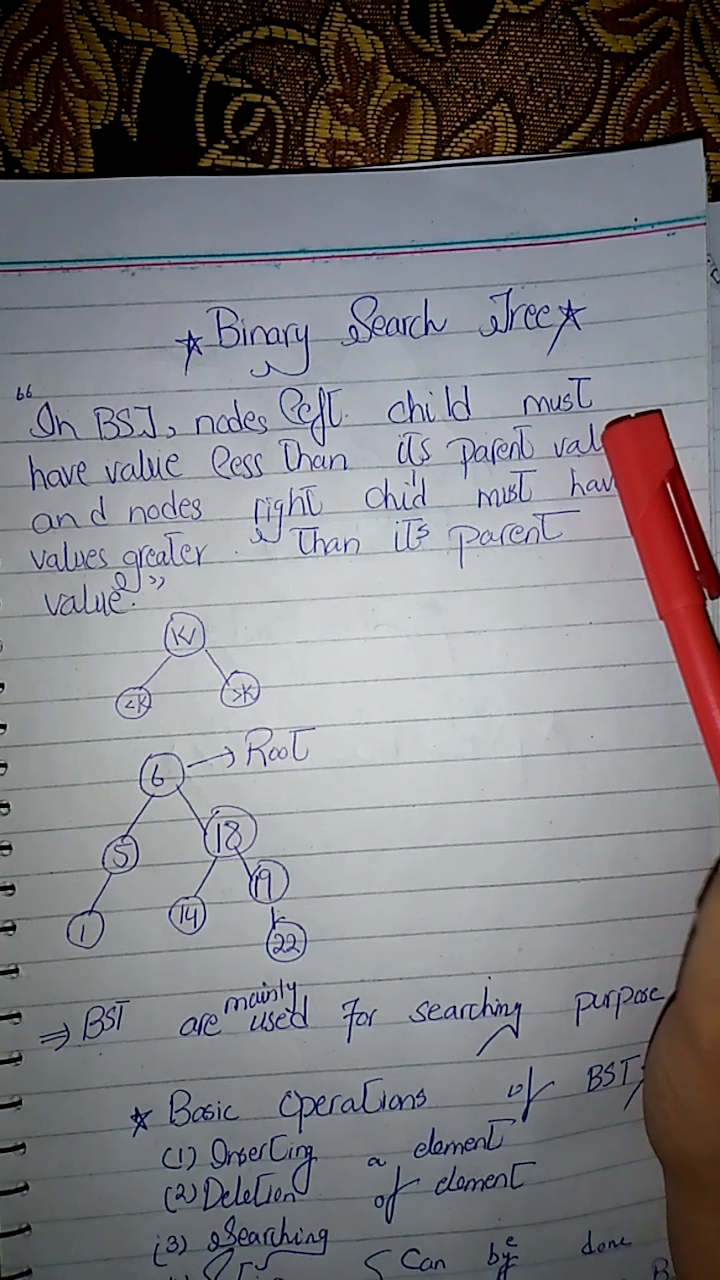 ★ Binary Search Tree ★
“ In BST, nodes left child must
have value less than its parent val
and nodes right child must hav
values greater than its parent
value.”
K
<K >K
6 → Root
5 18
1 14 19
22
⇒ BST are mainly used for searching purpose
★ Basic Operations of BST
(1) Inserting a element
(2) Deletion of element
(3) Searching
{ Can be done